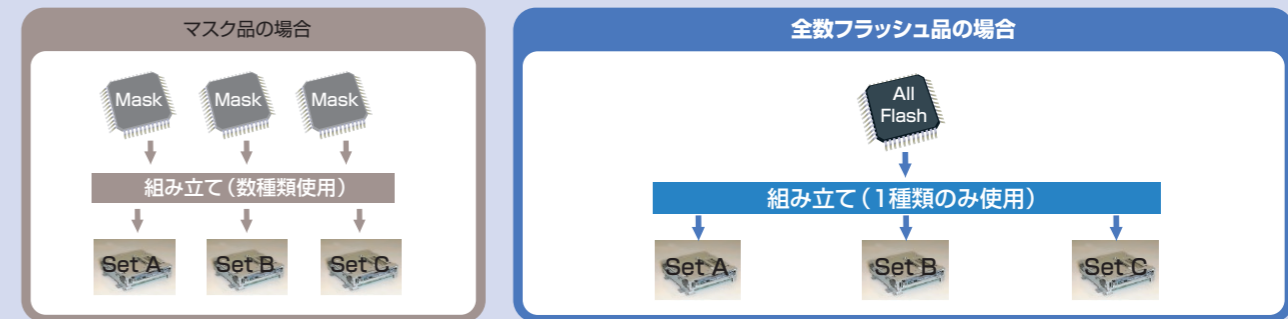 マスク品の場合
Mask
Mask
Mask
組み立て（数種類使用）
Set A
Set B
Set C
全数フラッシュ品の場合
All
Flash
組み立て（1種類のみ使用）
Set A
Set B
Set C